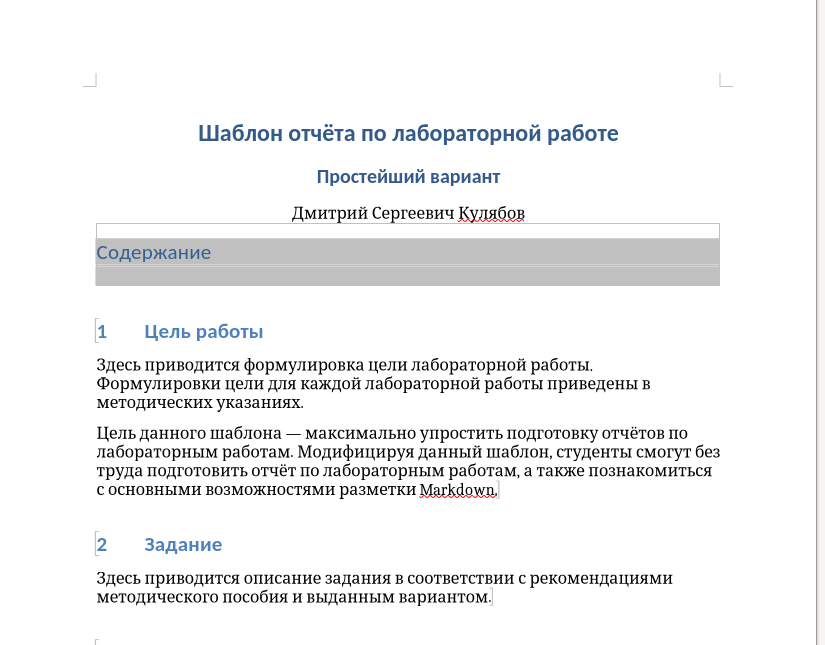 Шаблон отчёта по лабораторной работе
Простейший вариант
Дмитрий Сергеевич Кулябов
Содержание
1 Цель работы
Здесь приводится формулировка цели лабораторной работы.
Формулировки цели для каждой лабораторной работы приведены в
методических указаниях.
Цель данного шаблона — максимально упростить подготовку отчётов по
лабораторным работам. Модифицируя данный шаблон, студенты смогут без
труда подготовить отчёт по лабораторным работам, а также познакомиться
с основными возможностями разметки Markdown.
2 Задание
Здесь приводится описание задания в соответствии с рекомендациями
методического пособия и выданным вариантом.